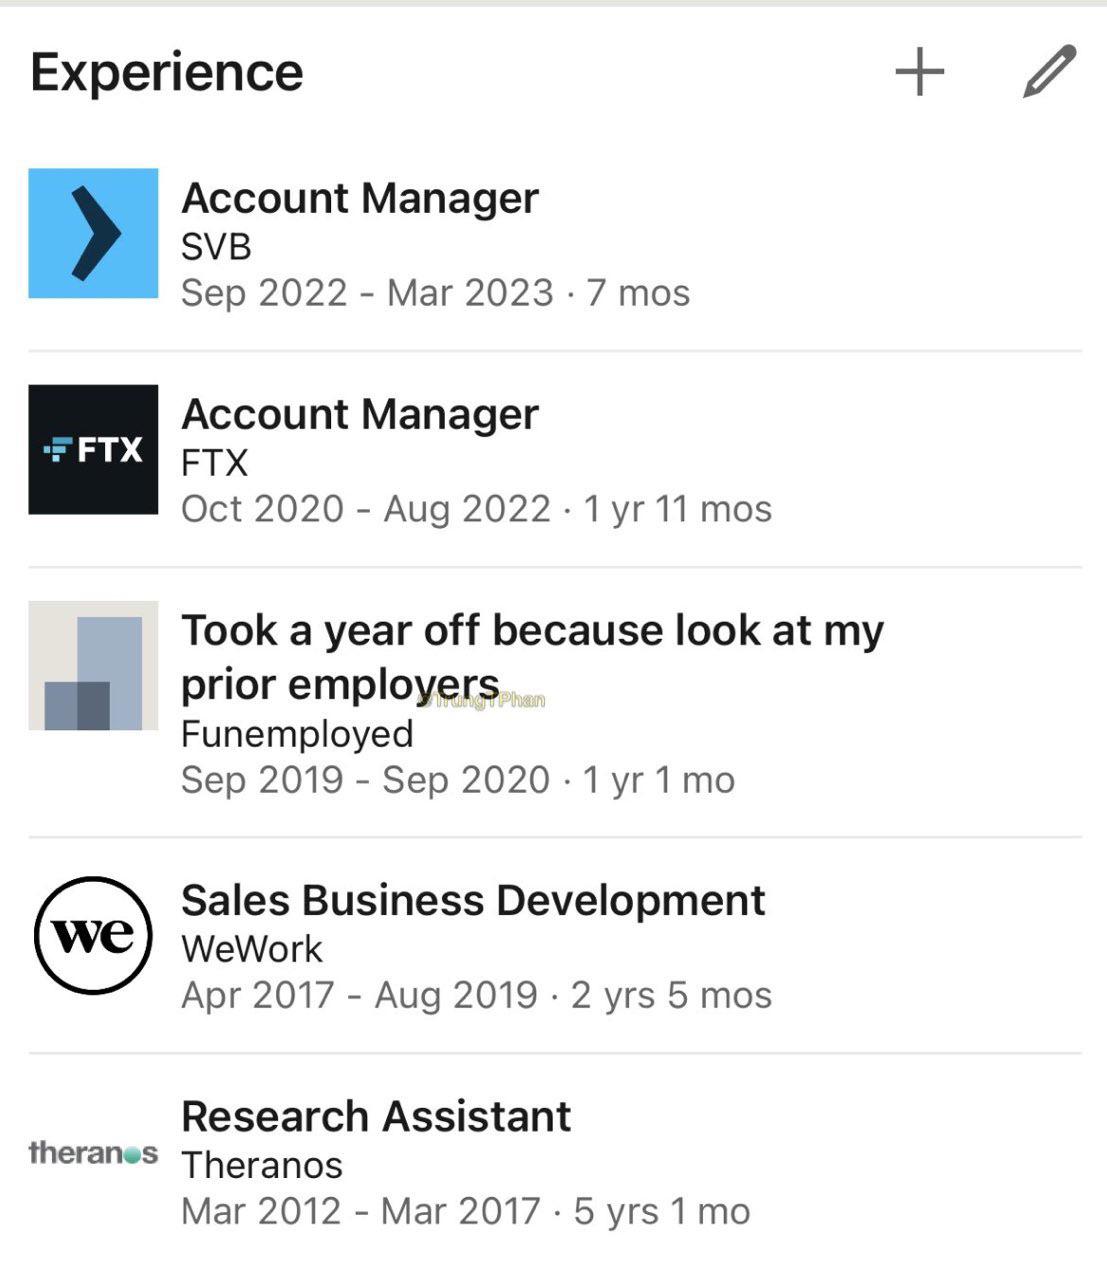 Experience
Account Manager
SVB
Sep 2022 - Mar 2023 · 7 mos
FTX
Account Manager
FTX
Oct 2020 - Aug 2022 · 1 yr 11 mos
Took a year off because look at my
prior employers
@TrungTPhan
Funemployed
Sep 2019 - Sep 2020 · 1 yr 1 mo
we
Sales Business Development
WeWork
Apr 2017 - Aug 2019 · 2 yrs 5 mos
theranos
Research Assistant
Theranos
Mar 2012 - Mar 2017 · 5 yrs 1 mo